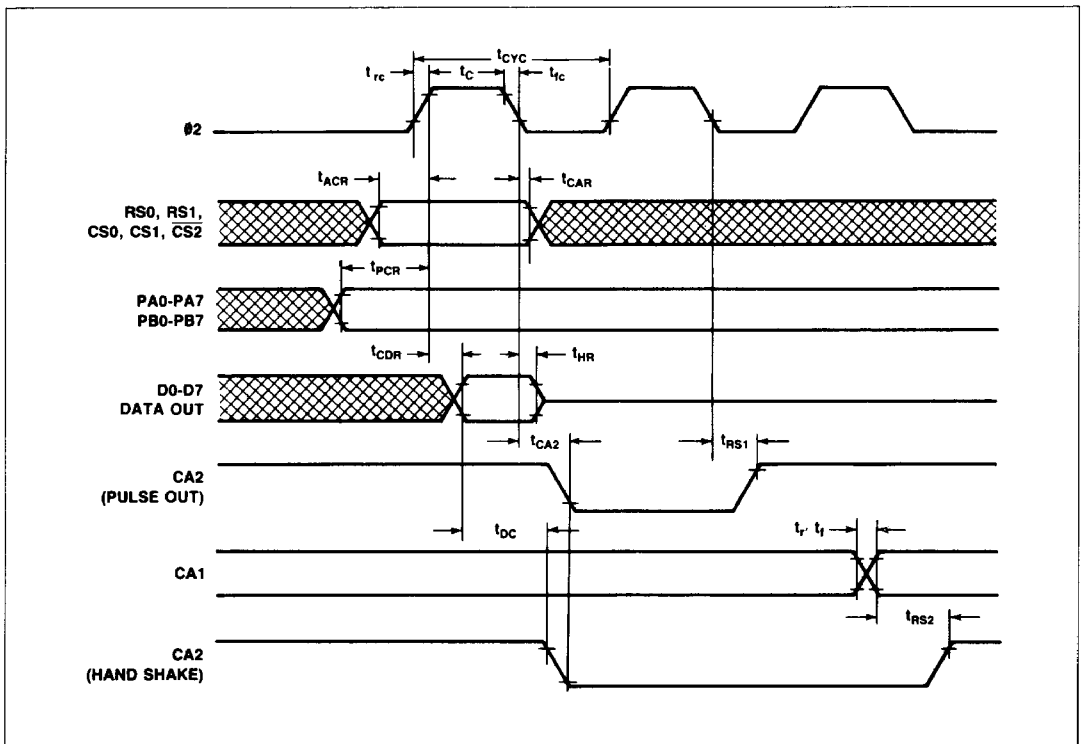 tCYC
trc
tC
tfc
ø2
tACR
tCAR
RS0, RS1,
CS0, CS1, C̅S̅2̅
tPCR
PA0-PA7
PB0-PB7
tCDR
tHR
D0-D7
DATA OUT
tCA2
tRS1
CA2
(PULSE OUT)
tDC
tr, tf
CA1
tRS2
CA2
(HAND SHAKE)